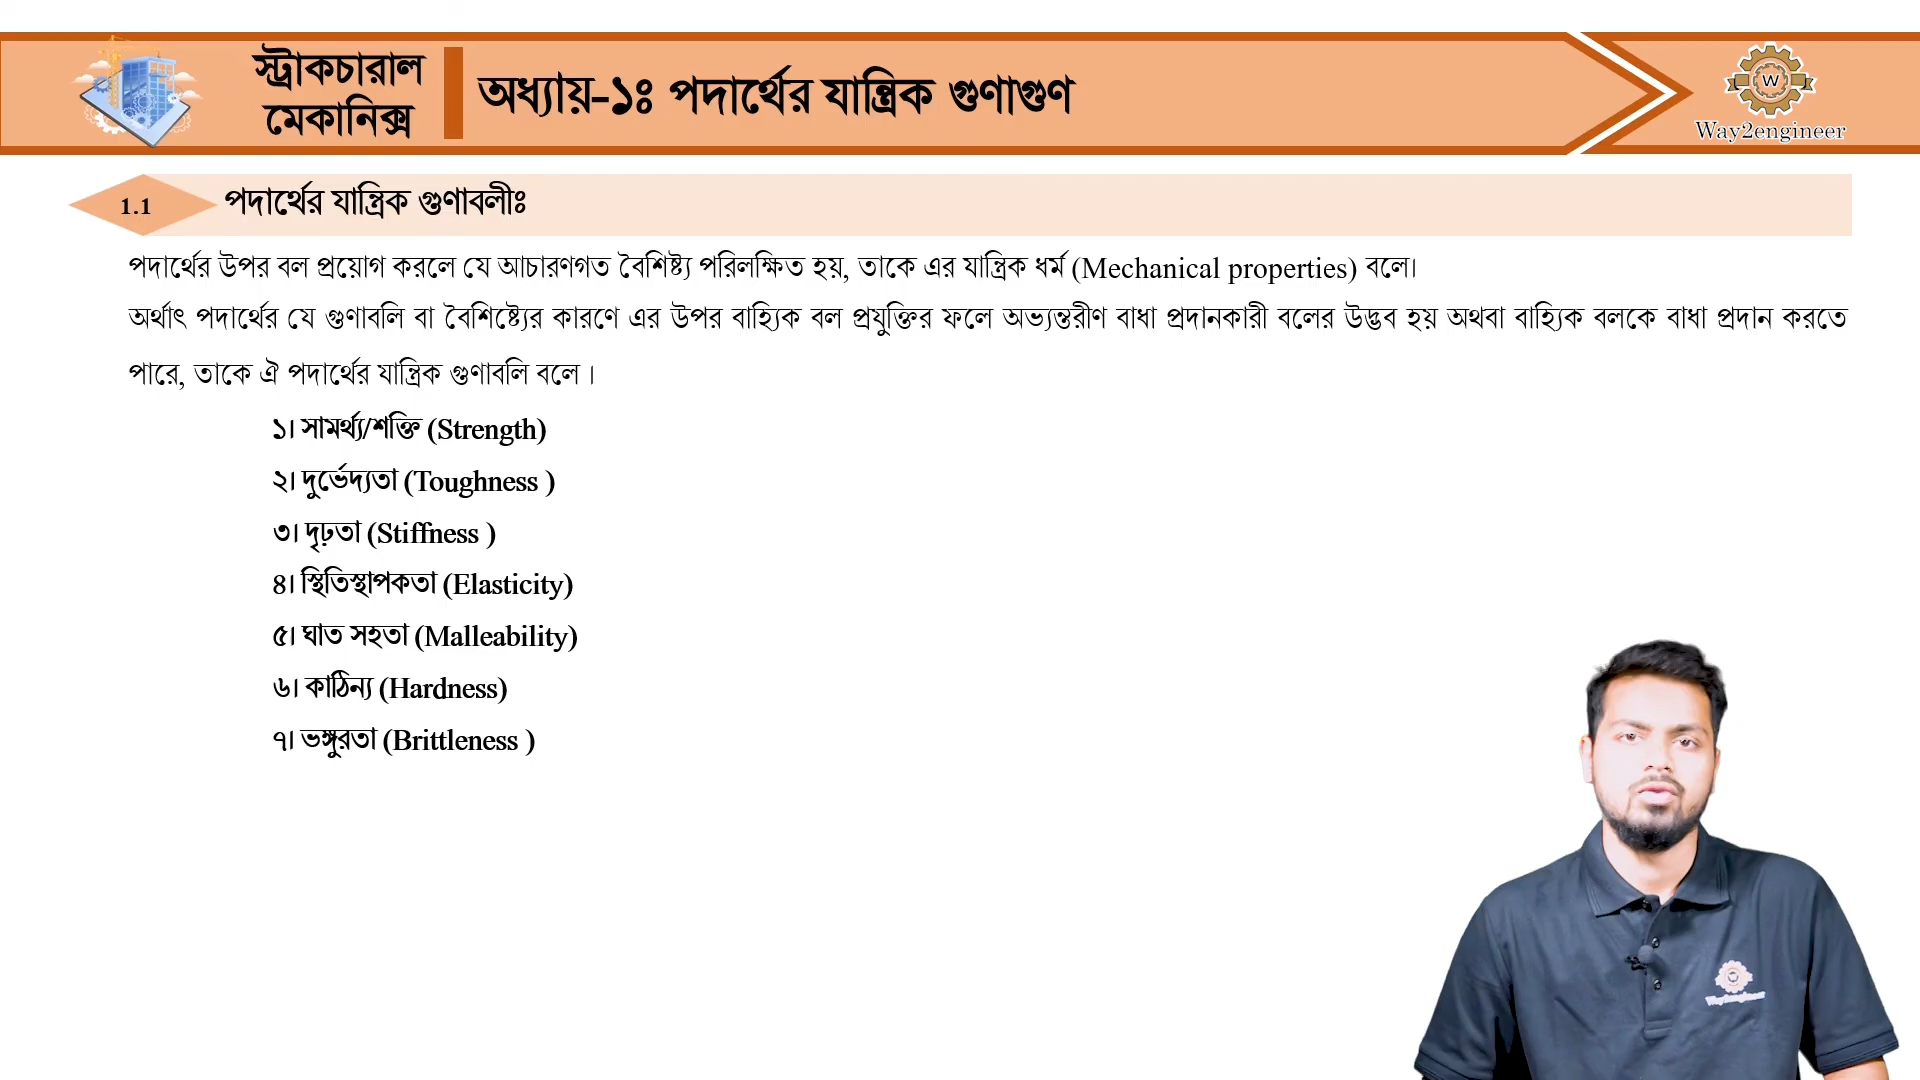 স্ট্রাকচারাল
মেকানিক্স
অধ্যায়-১ঃ পদার্থের যান্ত্রিক গুণাগুণ
W
Way2engineer
1.1
পদার্থের যান্ত্রিক গুণাবলীঃ
পদার্থের উপর বল প্রয়োগ করলে যে আচারণগত বৈশিষ্ট্য পরিলক্ষিত হয়, তাকে এর যান্ত্রিক ধর্ম (Mechanical properties) বলে।
অর্থাৎ পদার্থের যে গুণাবলি বা বৈশিষ্ট্যের কারণে এর উপর বাহ্যিক বল প্রযুক্তির ফলে অভ্যন্তরীণ বাধা প্রদানকারী বলের উদ্ভব হয় অথবা বাহ্যিক বলকে বাধা প্রদান করতে
পারে, তাকে ঐ পদার্থের যান্ত্রিক গুণাবলি বলে।
১। সামর্থ্য/শক্তি (Strength)
২। দুর্ভেদ্যতা (Toughness )
৩। দৃঢ়তা (Stiffness )
৪। স্থিতিস্থাপকতা (Elasticity)
৫। ঘাত সহতা (Malleability)
৬। কাঠিন্য (Hardness)
৭। ভঙ্গুরতা (Brittleness )
Way2engineer